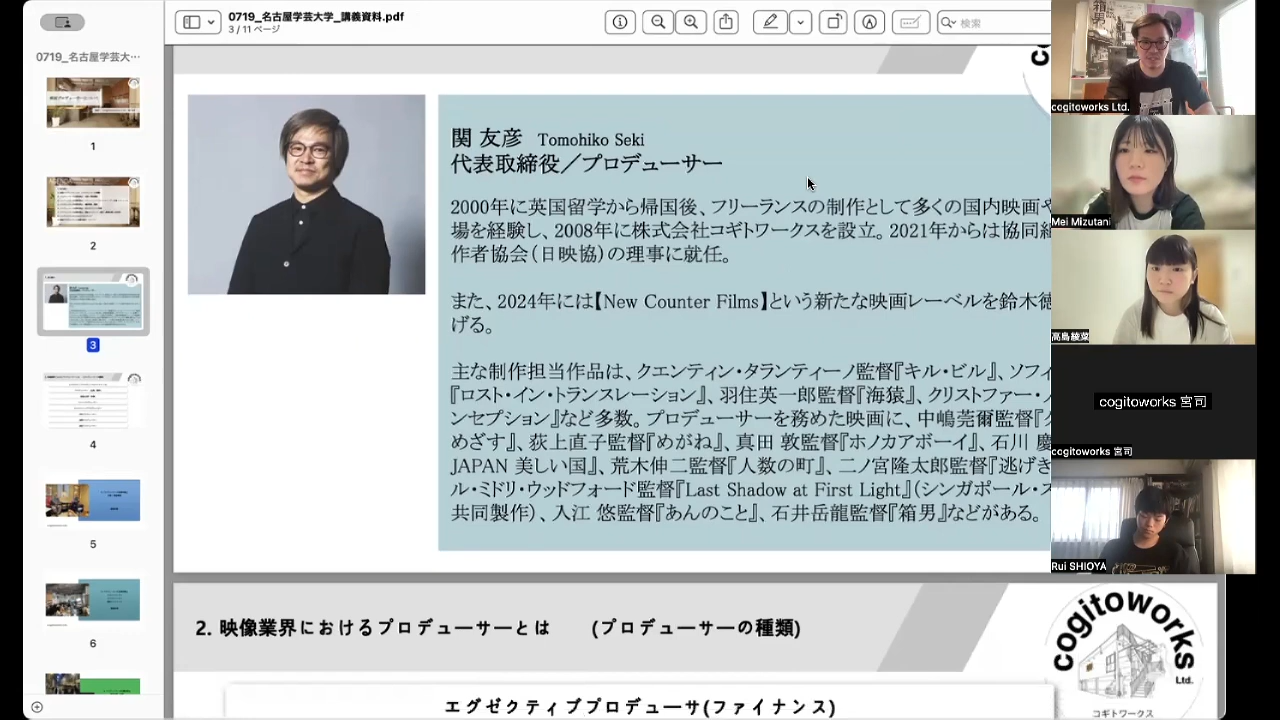 0719_名古屋学芸大学_講義資料.pdf
3 / 11 ページ
検索
0719_名古屋学芸大…
1
2
3
4
5
6
関 友彦 Tomohiko Seki
代表取締役／プロデューサー
2000年に英国留学から帰国後、フリーランスの制作として多くの国内映画や
場を経験し、2008年に株式会社コギトワークスを設立。2021年からは協同組
作者協会（日映協）の理事に就任。
また、2024年には【New Counter Films】という新たな映画レーベルを鈴木徳
げる。
主な制作担当作品は、クエンティン・タランティーノ監督『キル・ビル』、ソフィ
『ロスト・イン・トランスレーション』、羽住英一郎監督『海猿』、クリストファー・ノ
ンセプション』など多数。プロデューサーを務めた映画に、中嶋莞爾監督『ク
めざす』、荻上直子監督『めがね』、真田 敦監督『ホノカアボーイ』、石川 慶
JAPAN 美しい国』、荒木伸二監督『人数の町』、二ノ宮隆太郎監督『逃げき
ル・ミドリ・ウッドフォード監督『Last Shadow at First Light』（シンガポール・ス
共同製作）、入江 悠監督『あんのこと』、石井岳龍監督『箱男』などがある。
2. 映像業界におけるプロデューサーとは (プロデューサーの種類)
エグゼクティブプロデューサ(ファイナンス)
cogitoworks
Ltd.
コギトワークス
箱男
cogitoworks Ltd.
Mei Mizutani
高島綾菜
cogitoworks 宮司
cogitoworks 宮司
Rui SHIOYA